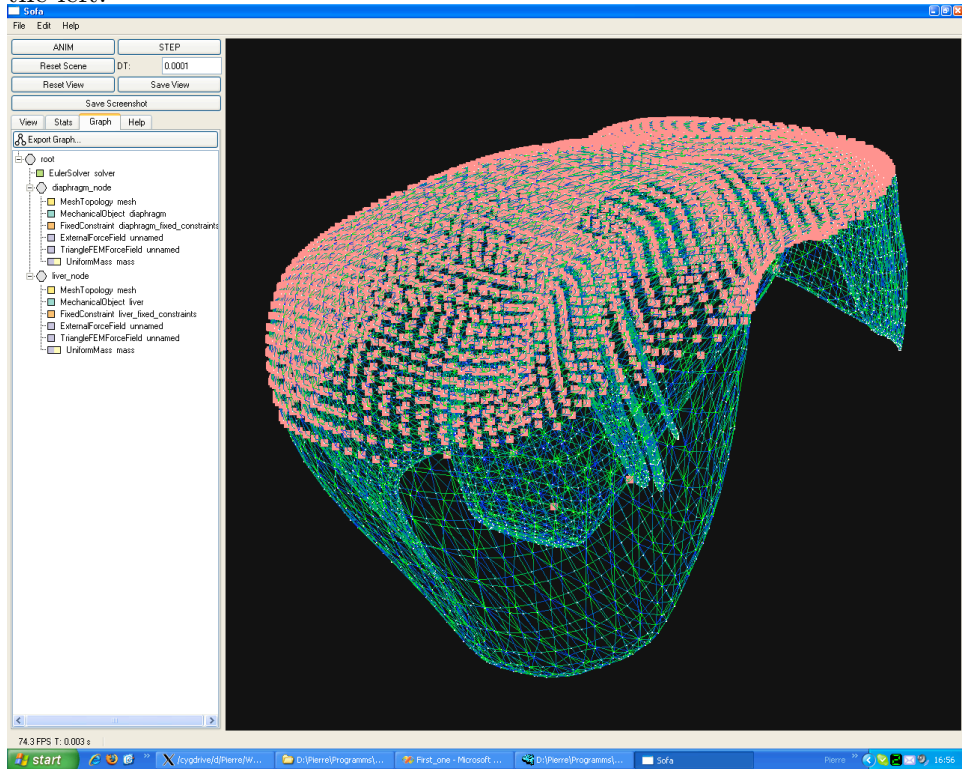 the left.
Sofa
File Edit Help
ANIM STEP
Reset Scene DT: 0.0001
Reset View Save View
Save Screenshot
View Stats Graph Help
Export Graph...
root
EulerSolver solver
diaphragm_node
MeshTopology mesh
MechanicalObject diaphragm
FixedConstraint diaphragm_fixed_constraints
ExternalForceField unnamed
TriangleFEMForceField unnamed
UniformMass mass
liver_node
MeshTopology mesh
MechanicalObject liver
FixedConstraint liver_fixed_constraints
ExternalForceField unnamed
TriangleFEMForceField unnamed
UniformMass mass
74.3 FPS T: 0.003 s
start /cygdrive/d/Pierre/W... D:\Pierre\Programms\... First_one - Microsoft ... D:\Pierre\Programms\... Sofa Pierre 16:56